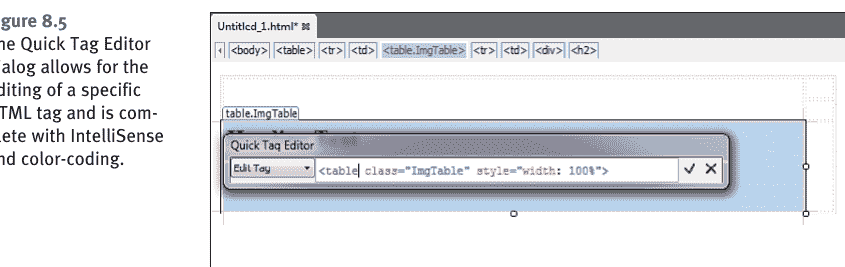 gure 8.5
he Quick Tag Editor
alog allows for the
diting of a specific
TML tag and is com-
lete with IntelliSense
nd color-coding.
Untitled_1.html*
<body> <table> <tr> <td> <table.ImgTable> <tr> <td> <div> <h2>
table.ImgTable
Quick Tag Editor
Edit Tag <table class="ImgTable" style="width: 100%">